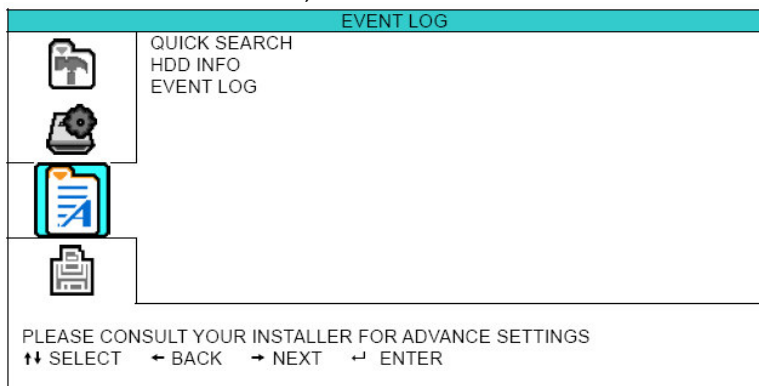 EVENT LOG
QUICK SEARCH
HDD INFO
EVENT LOG
PLEASE CONSULT YOUR INSTALLER FOR ADVANCE SETTINGS
↑↓ SELECT ← BACK → NEXT ↵ ENTER